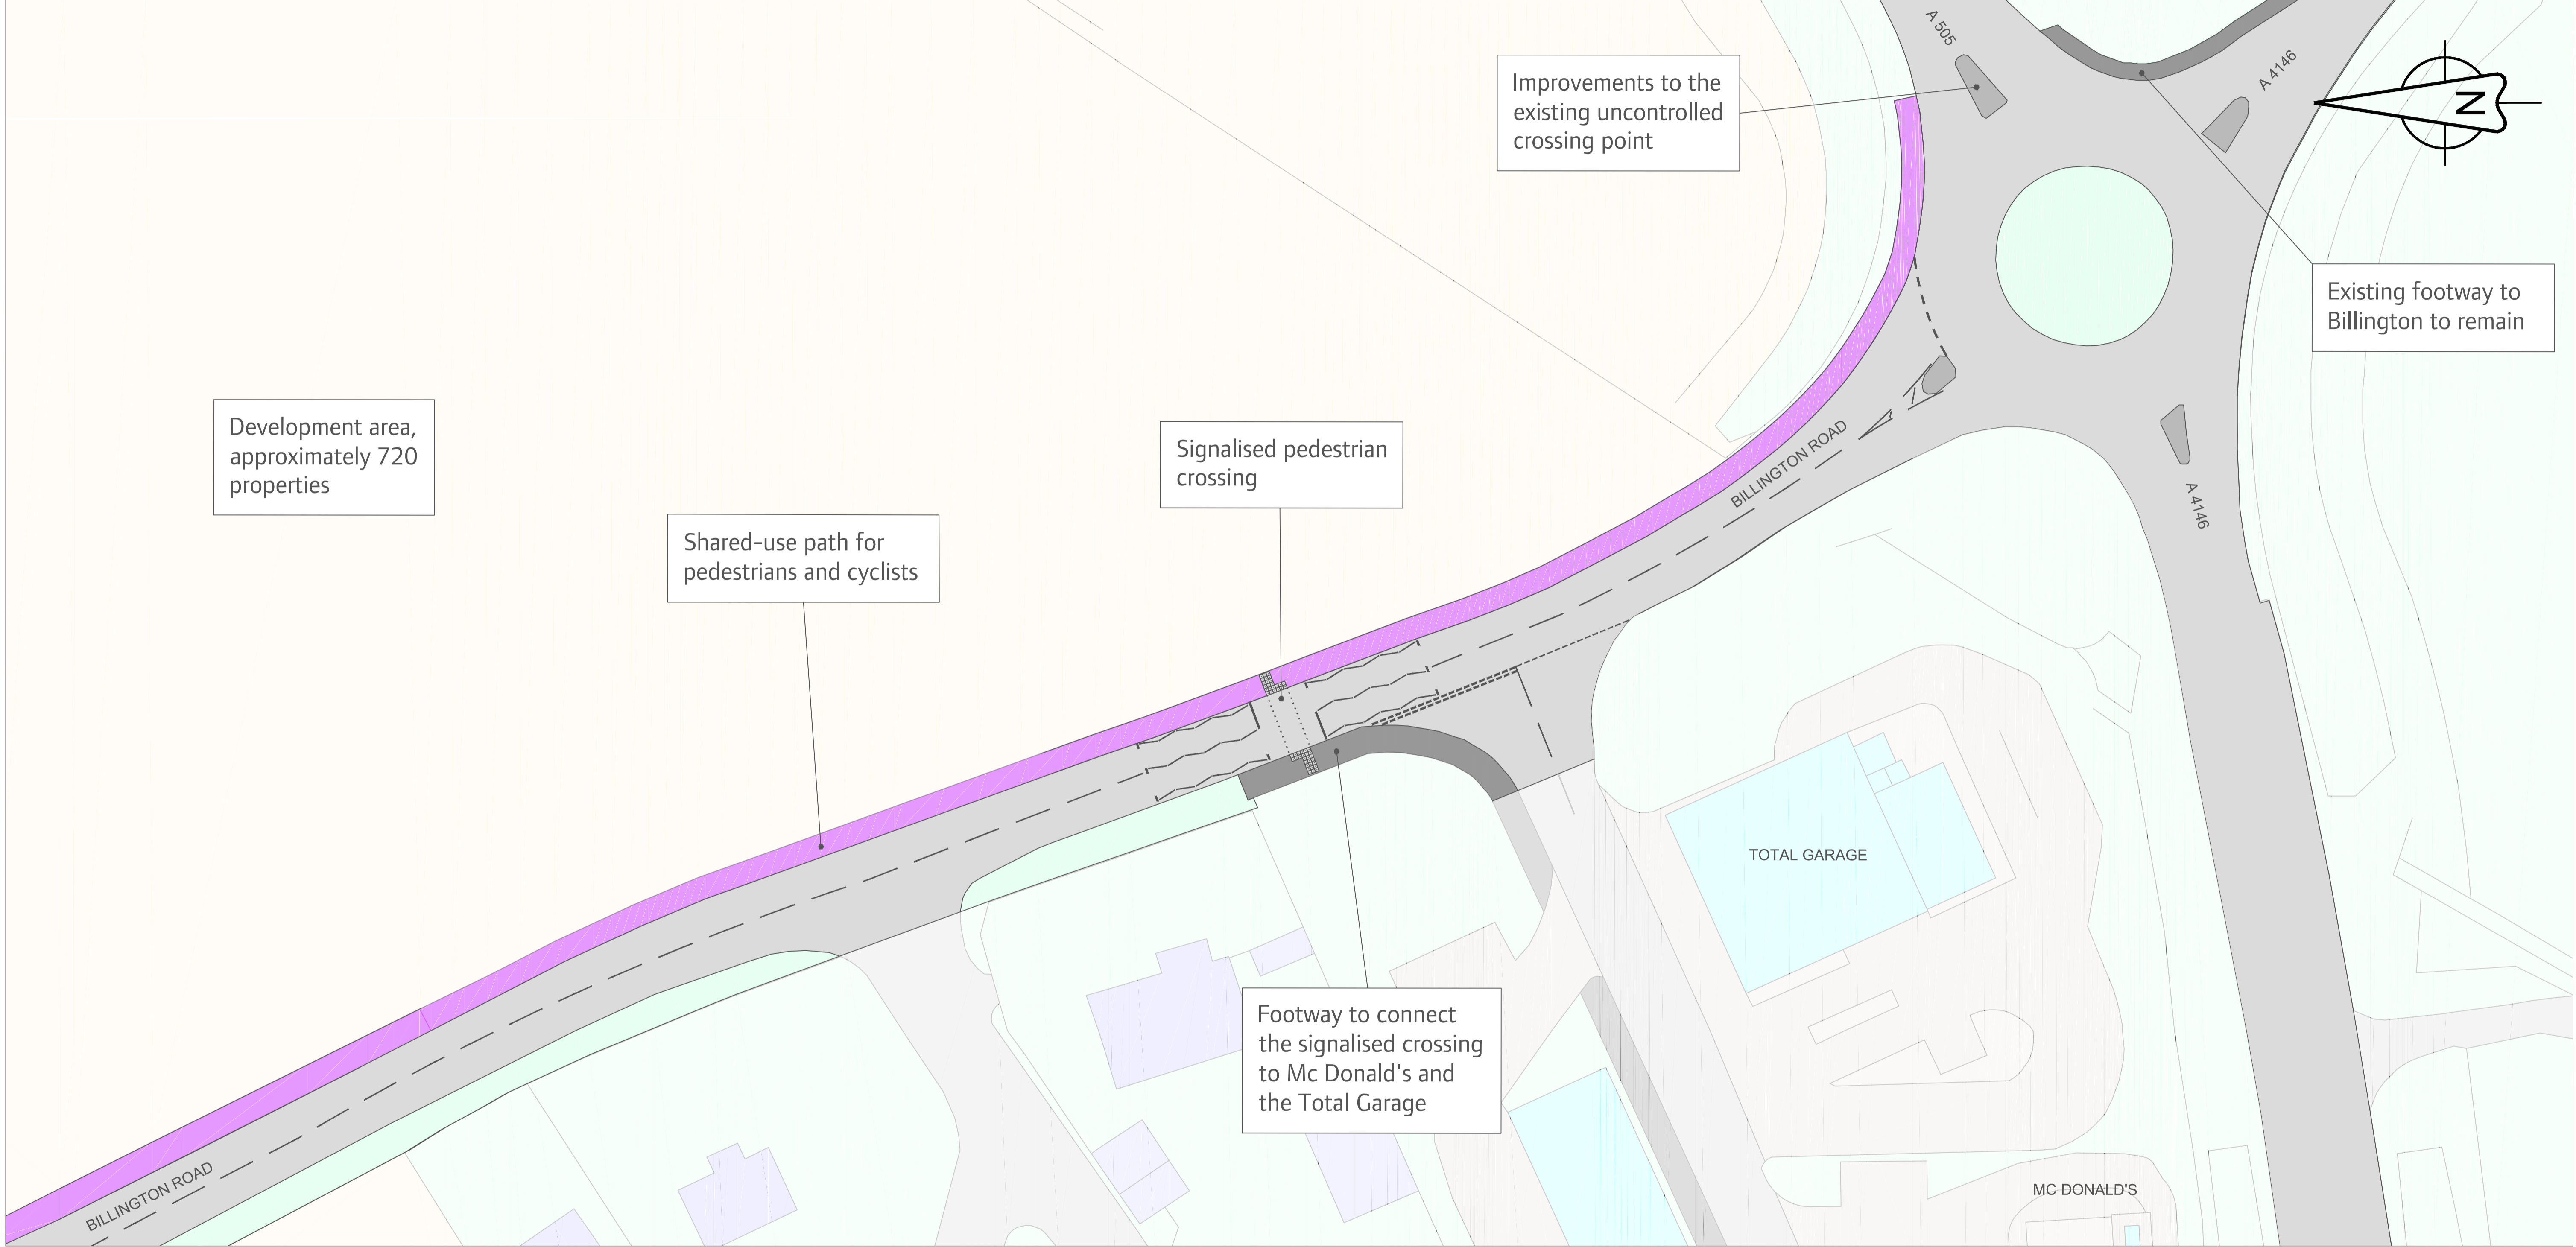 A 505
A 4146
N
Improvements to the
existing uncontrolled
crossing point
Existing footway to
Billington to remain
Development area,
approximately 720
properties
Signalised pedestrian
crossing
BILLINGTON ROAD
A 4146
Shared-use path for
pedestrians and cyclists
TOTAL GARAGE
Footway to connect
the signalised crossing
to Mc Donald's and
the Total Garage
BILLINGTON ROAD
MC DONALD'S